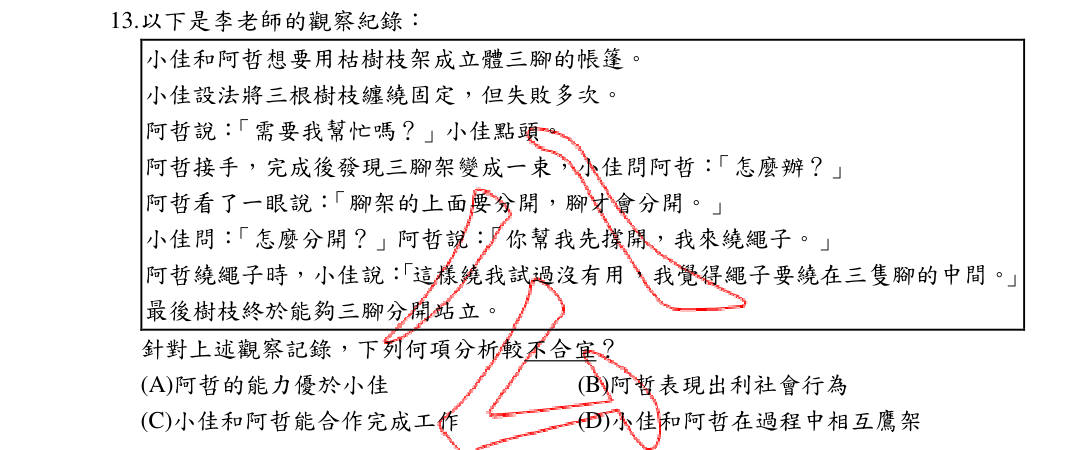 13.以下是李老師的觀察紀錄：
小佳和阿哲想要用枯樹枝架成立體三腳的帳篷。
小佳設法將三根樹枝纏繞固定，但失敗多次。
阿哲說：「需要我幫忙嗎？」小佳點頭。
阿哲接手，完成後發現三腳架變成一束，小佳問阿哲：「怎麼辦？」
阿哲看了一眼說：「腳架的上面要分開，腳才會分開。」
小佳問：「怎麼分開？」阿哲說：「你幫我先撐開，我來繞繩子。」
阿哲繞繩子時，小佳說：「這樣繞我試過沒有用，我覺得繩子要繞在三隻腳的中間。」
最後樹枝終於能夠三腳分開站立。
針對上述觀察記錄，下列何項分析較不合宜？
(A)阿哲的能力優於小佳 (B)阿哲表現出利社會行為
(C)小佳和阿哲能合作完成工作 (D)小佳和阿哲在過程中相互鷹架
公